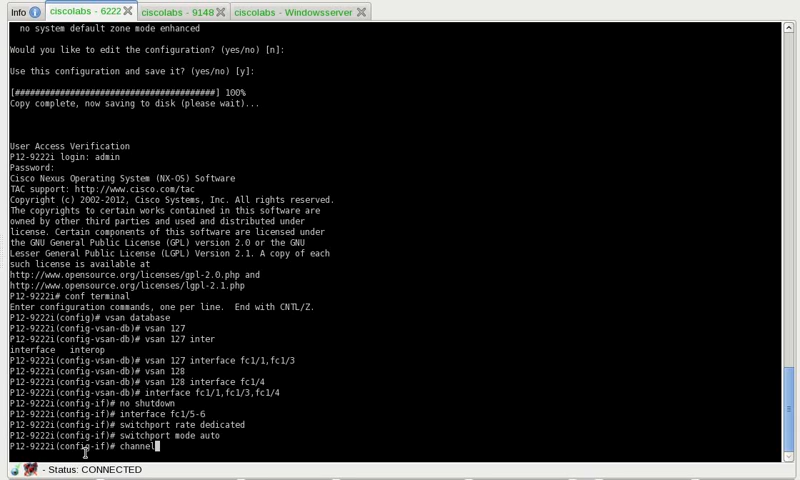 Info
ciscolabs - 6222
ciscolabs - 9148
ciscolabs - Windowsserver
no system default zone mode enhanced
Would you like to edit the configuration? (yes/no) [n]:
Use this configuration and save it? (yes/no) [y]:
[########################################] 100%
Copy complete, now saving to disk (please wait)...
User Access Verification
P12-9222i login: admin
Password:
Cisco Nexus Operating System (NX-OS) Software
TAC support: http://www.cisco.com/tac
Copyright (c) 2002-2012, Cisco Systems, Inc. All rights reserved.
The copyrights to certain works contained in this software are
owned by other third parties and used and distributed under
license. Certain components of this software are licensed under
the GNU General Public License (GPL) version 2.0 or the GNU
Lesser General Public License (LGPL) Version 2.1. A copy of each
such license is available at
http://www.opensource.org/licenses/gpl-2.0.php and
http://www.opensource.org/licenses/lgpl-2.1.php
P12-9222i# conf terminal
Enter configuration commands, one per line.  End with CNTL/Z.
P12-9222i(config)# vsan database
P12-9222i(config-vsan-db)# vsan 127
P12-9222i(config-vsan-db)# vsan 127 inter
interface   interop
P12-9222i(config-vsan-db)# vsan 127 interface fc1/1,fc1/3
P12-9222i(config-vsan-db)# vsan 128
P12-9222i(config-vsan-db)# vsan 128 interface fc1/4
P12-9222i(config-vsan-db)# interface fc1/1,fc1/3,fc1/4
P12-9222i(config-if)# no shutdown
P12-9222i(config-if)# interface fc1/5-6
P12-9222i(config-if)# switchport rate dedicated
P12-9222i(config-if)# switchport mode auto
P12-9222i(config-if)# channel
- Status: CONNECTED